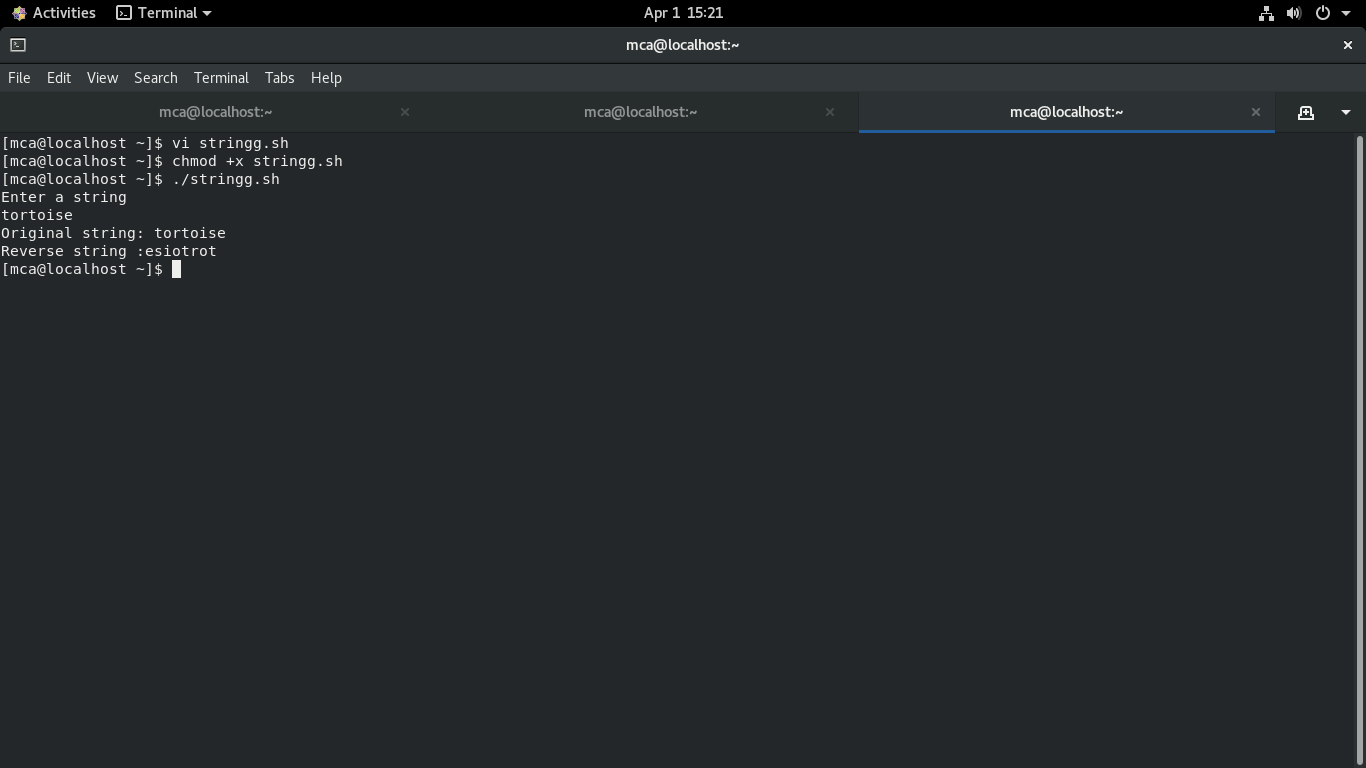 Activities Terminal Apr 1 15:21
mca@localhost:~
File Edit View Search Terminal Tabs Help
mca@localhost:~ mca@localhost:~ mca@localhost:~
[mca@localhost ~]$ vi stringg.sh
[mca@localhost ~]$ chmod +x stringg.sh
[mca@localhost ~]$ ./stringg.sh
Enter a string
tortoise
Original string: tortoise
Reverse string :esiotrot
[mca@localhost ~]$